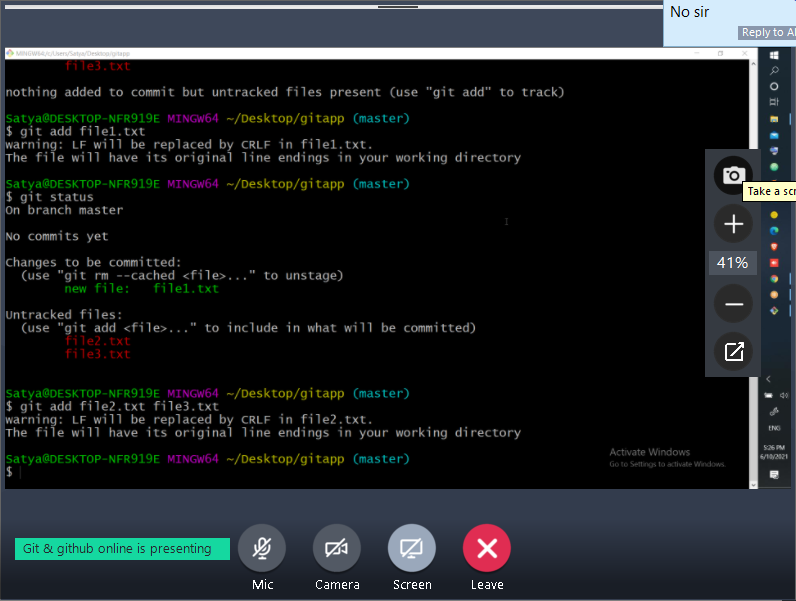 No sir
Reply to Al
MINGW64:/c/Users/Satya/Desktop/gitapp
file3.txt
nothing added to commit but untracked files present (use "git add" to track)
Satya@DESKTOP-NFR919E MINGW64 ~/Desktop/gitapp (master)
$ git add file1.txt
warning: LF will be replaced by CRLF in file1.txt.
The file will have its original line endings in your working directory
Satya@DESKTOP-NFR919E MINGW64 ~/Desktop/gitapp (master)
$ git status
On branch master
No commits yet
Changes to be committed:
(use "git rm --cached <file>..." to unstage)
new file:   file1.txt
Untracked files:
(use "git add <file>..." to include in what will be committed)
file2.txt
file3.txt
Satya@DESKTOP-NFR919E MINGW64 ~/Desktop/gitapp (master)
$ git add file2.txt file3.txt
warning: LF will be replaced by CRLF in file2.txt.
The file will have its original line endings in your working directory
Satya@DESKTOP-NFR919E MINGW64 ~/Desktop/gitapp (master)
$
Take a scr
41%
Activate Windows
Go to Settings to activate Windows.
ENG
5:26 PM
6/10/2021
Git & github online is presenting
Mic
Camera
Screen
Leave